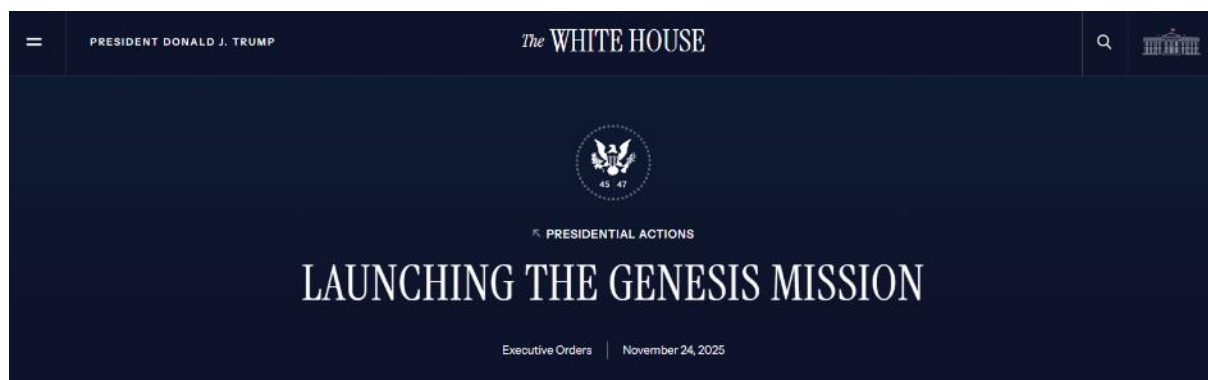 PRESIDENT DONALD J. TRUMP
The WHITE HOUSE
45 47
PRESIDENTIAL ACTIONS
LAUNCHING THE GENESIS MISSION
Executive Orders | November 24, 2025